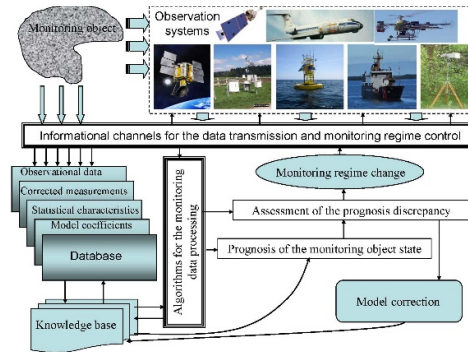 Monitoring object
Observation
systems
Informational channels for the data transmission and monitoring regime control
Observational data
Corrected measurements
Statistical characteristics
Model coefficients
Database
Knowledge base
Algorithms for the monitoring
data processing
Monitoring regime change
Assessment of the prognosis discrepancy
Prognosis of the monitoring object state
Model correction